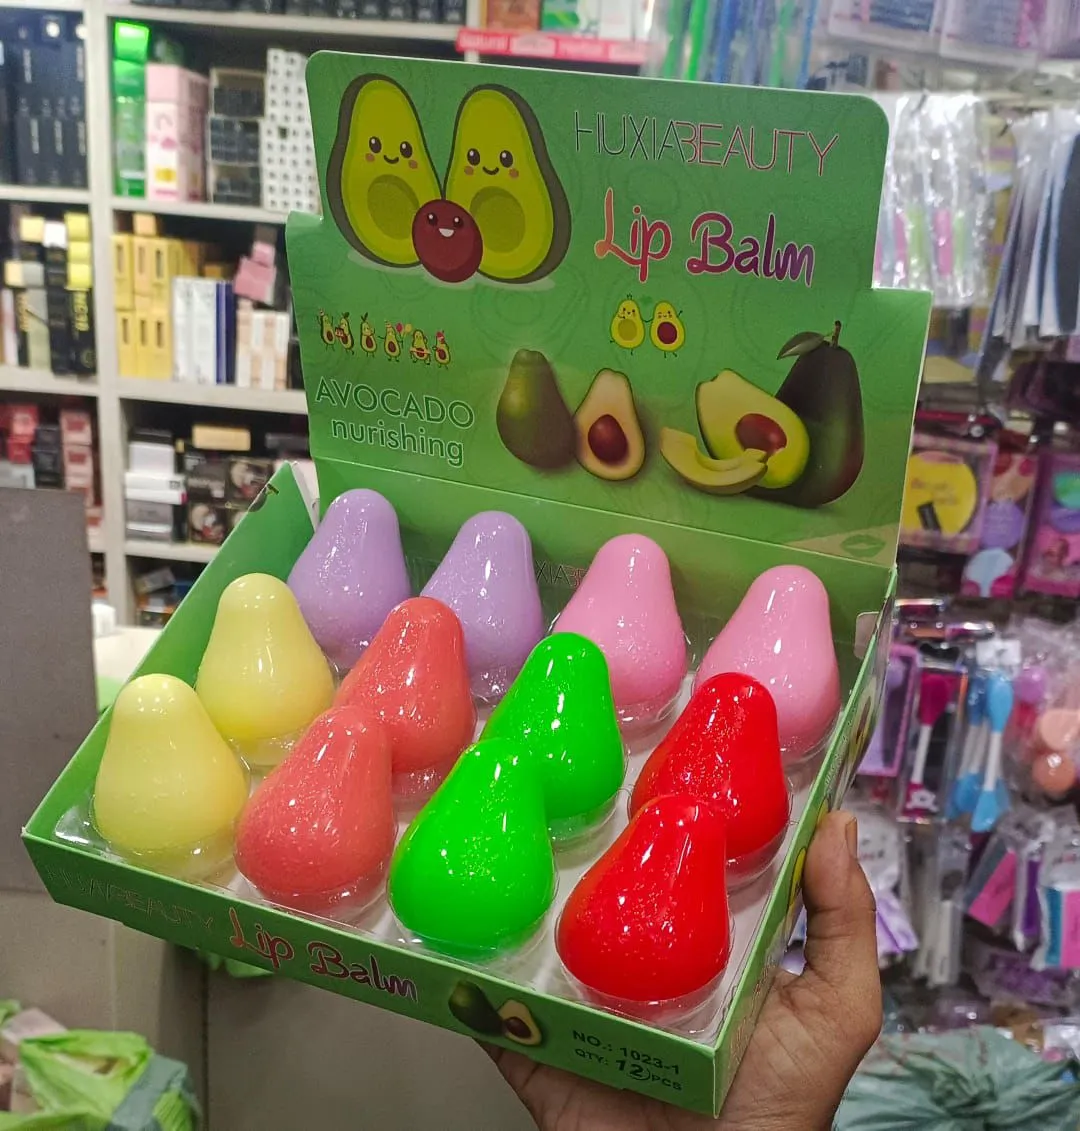 HUXIABEAUTY
Lip Balm
AVOCADO
nurishing
HUXIABEAUTY
Lip Balm
NO.: 1023-1
QTY: 12 PCS